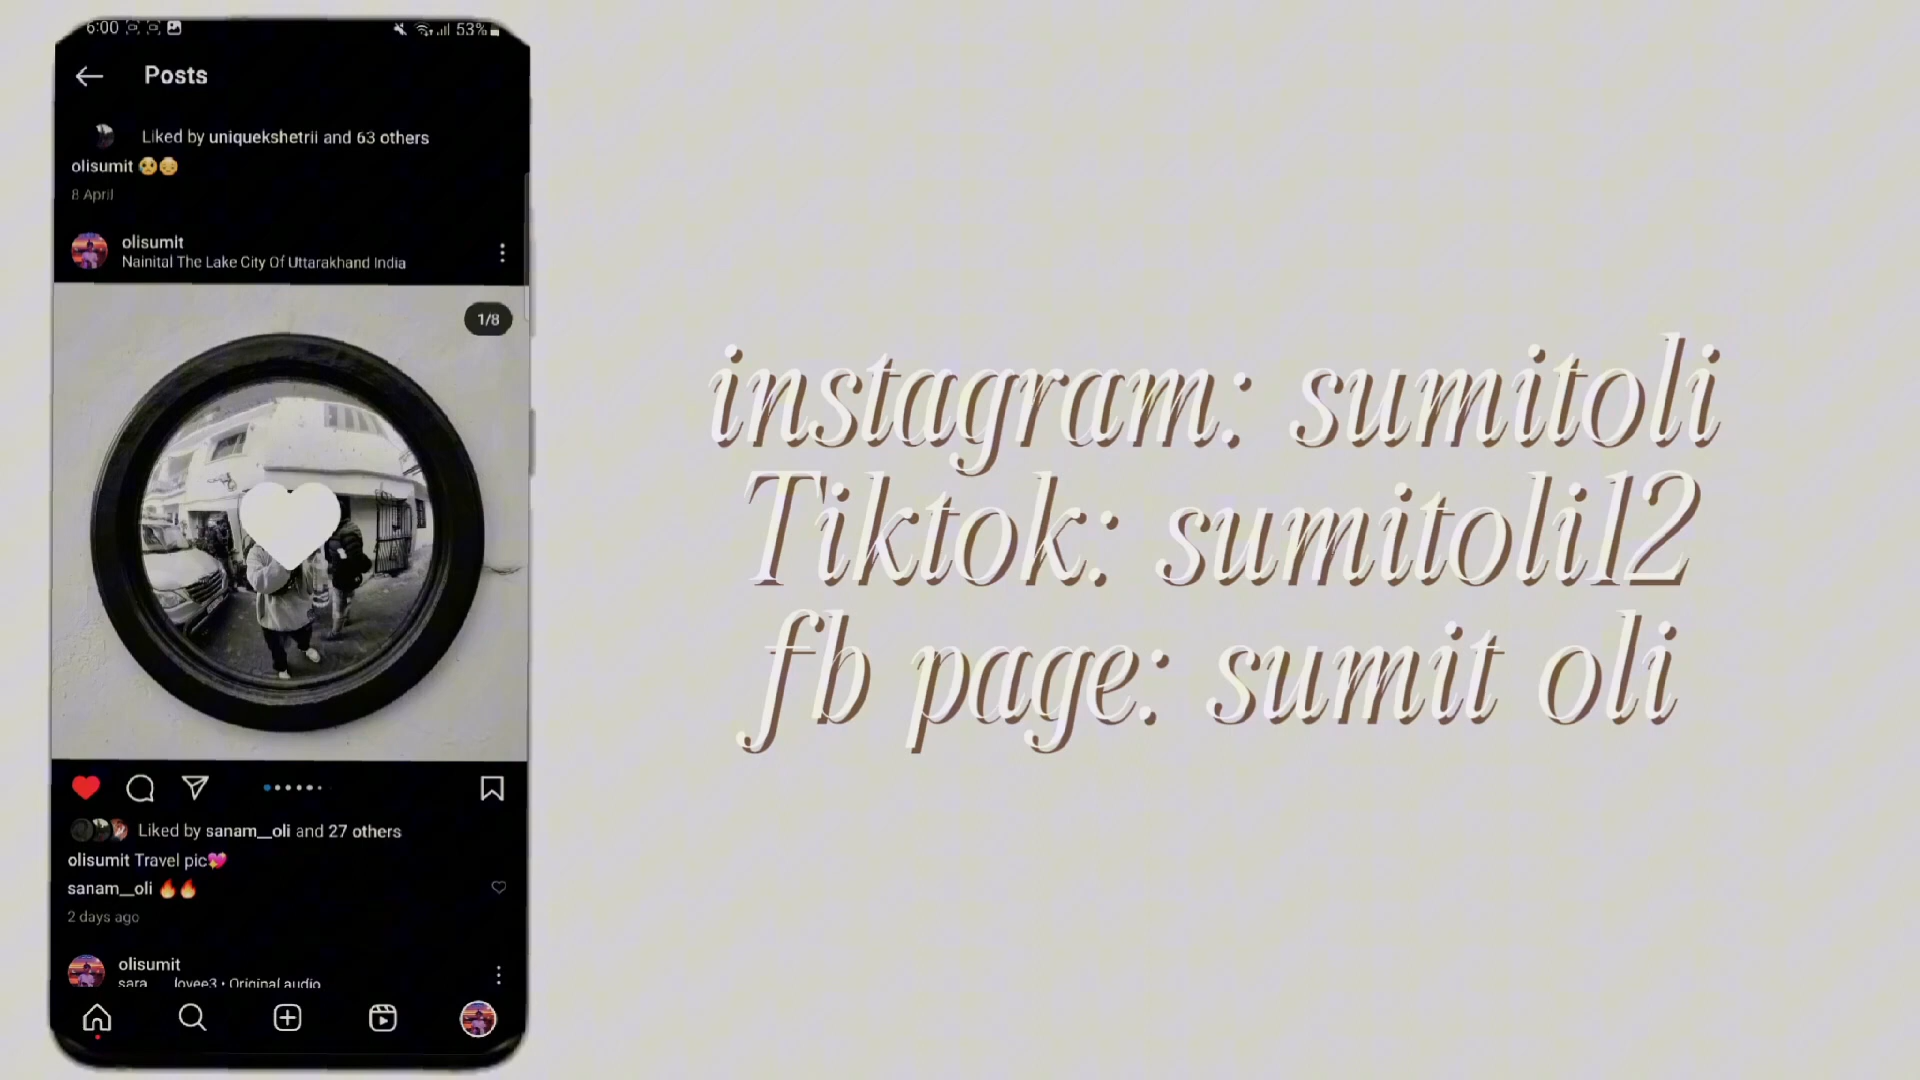 6:00
53%
Posts
Liked by uniquekshetrii and 63 others
olisumit 🥺😔
8 April
olisumit
Nainital The Lake City Of Uttarakhand India
1/8
Liked by sanam__oli and 27 others
olisumit Travel pic💖
sanam__oli 🔥🔥
2 days ago
olisumit
sara__ lovee3 • Original audio
instagram: sumitoli
Tiktok: sumitoli12
fb page: sumit oli